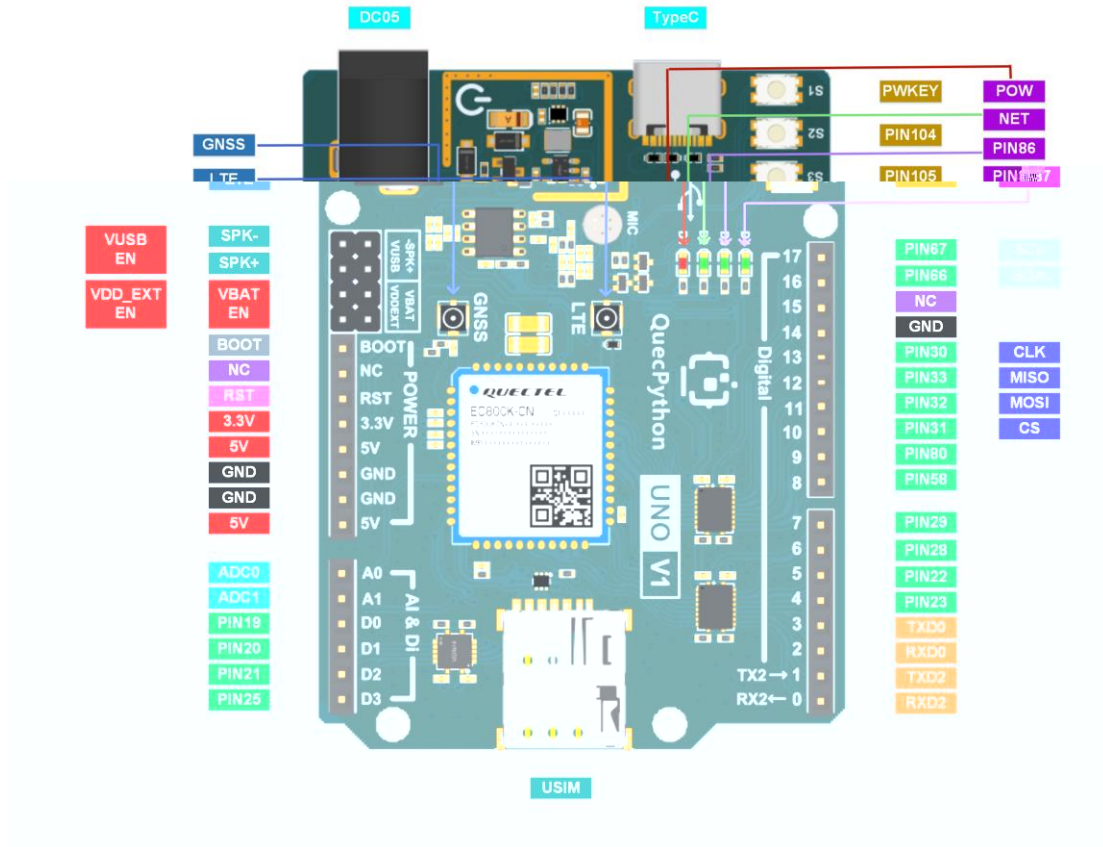 DC05
TypeC
S1
PWKEY
POW
NET
S2
PIN104
GNSS
PIN86
S3
PIN105
LTE
MIC
VUSB
EN
SPK-
SPK+
-SPK+
VUSB
VBAT
VDDEXT
VDD_EXT
EN
VBAT
EN
GNSS
LTE
BOOT
NC
RST
3.3V
5V
GND
GND
5V
BOOT
NC
RST
3.3V
5V
GND
GND
5V
POWER
QUECTEL
EC800K-CN
QuecPython
UNO V1
Digital
17
16
15
14
13
12
11
10
9
8
7
6
5
4
3
2
TX2→ 1
RX2← 0
PIN67
PIN66
NC
GND
PIN30
PIN33
PIN32
PIN31
PIN80
PIN58
CLK
MISO
MOSI
CS
PIN29
PIN28
PIN22
PIN23
TXD0
RXD0
TXD2
RXD2
ADC0
ADC1
PIN19
PIN20
PIN21
PIN25
A0
A1
D0
D1
D2
D3
AI & Di
USIM